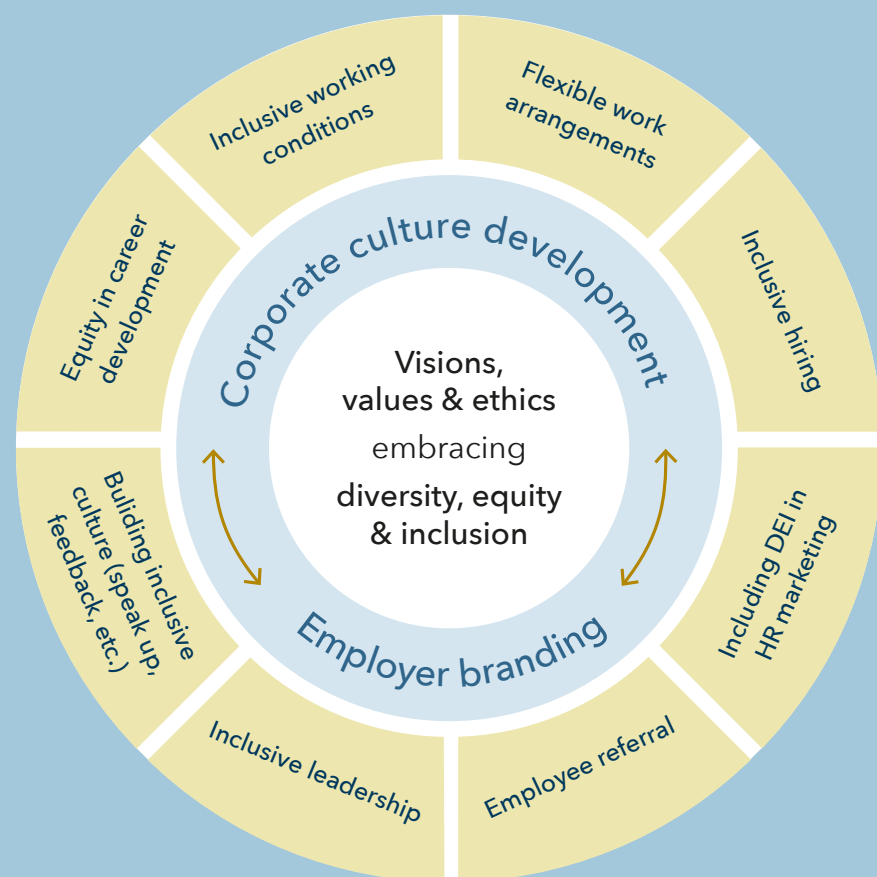 Inclusive working
conditions
Flexible work
arrangements
Inclusive hiring
Including DEI in
HR marketing
Employee referral
Inclusive leadership
Buliding inclusive
culture (speak up,
feedback, etc.)
Equity in career
development
Corporate culture development
Employer branding
Visions,
values & ethics
embracing
diversity, equity
& inclusion